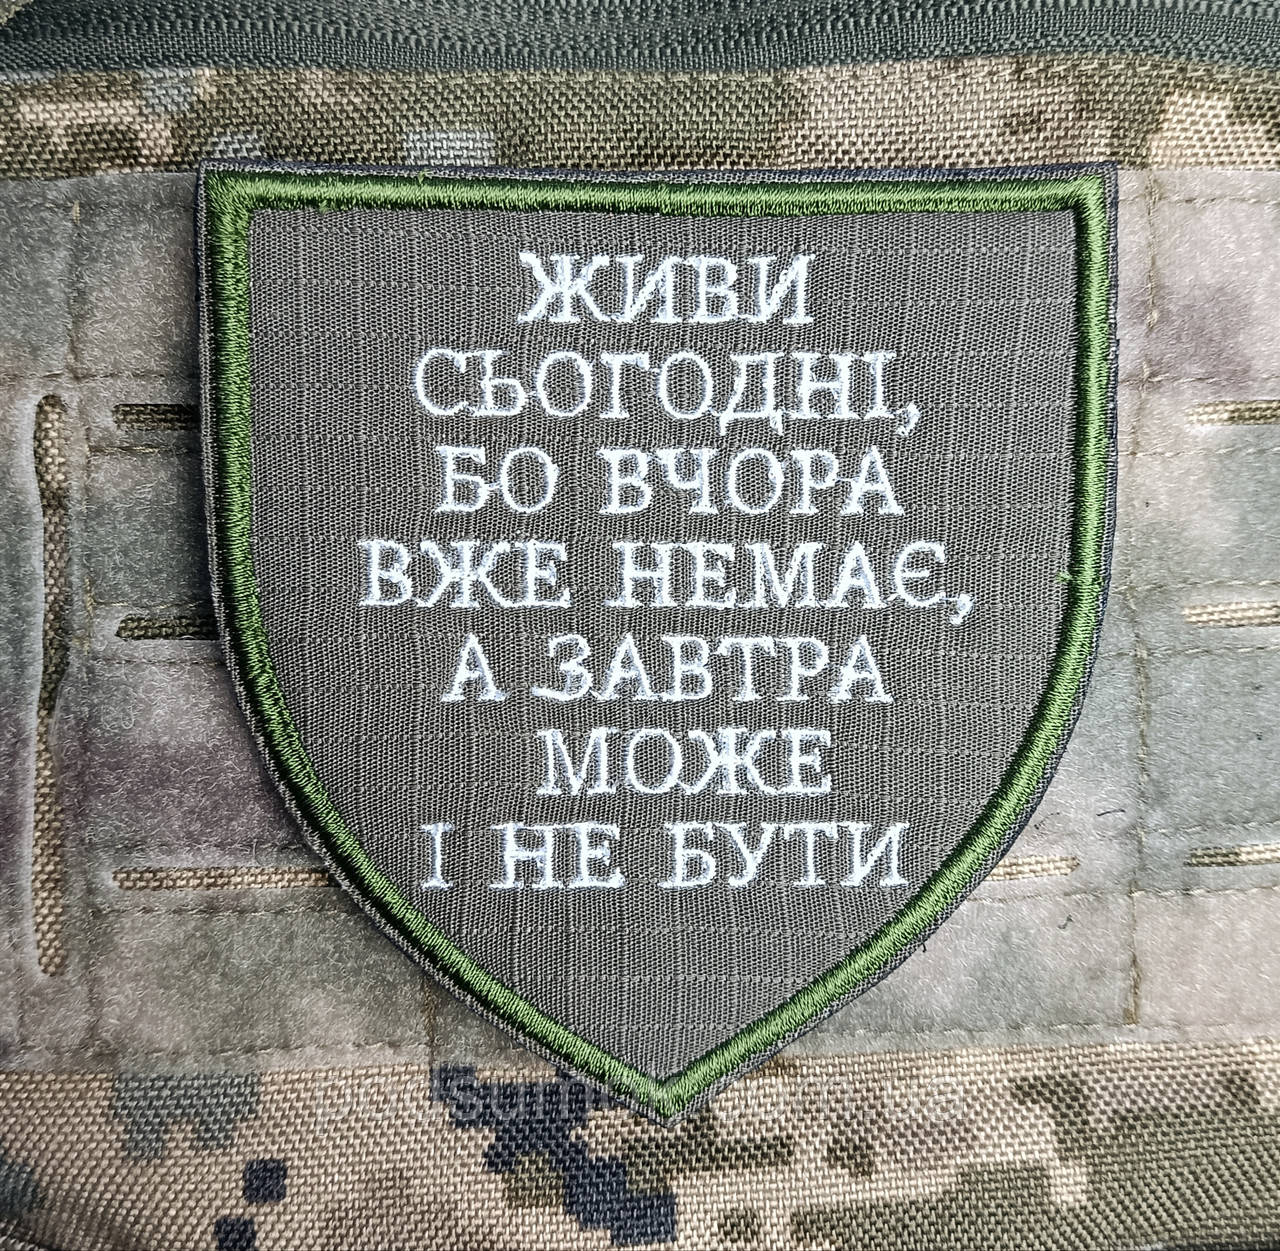 ЖИВИ
СЬОГОДНІ,
БО ВЧОРА
ВЖЕ НЕМАЄ,
А ЗАВТРА
МОЖЕ
І НЕ БУТИ